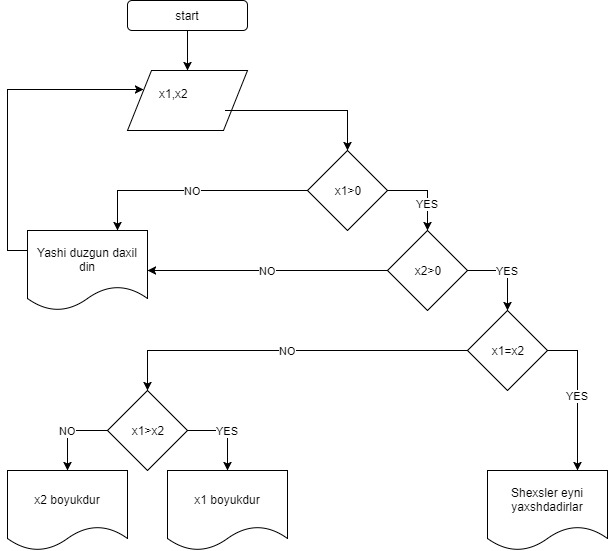 start
x1,x2
x1>0
NO
YES
Yashi duzgun daxil
din
x2>0
NO
YES
x1=x2
NO
YES
x1>x2
NO
YES
x2 boyukdur
x1 boyukdur
Shexsler eyni
yaxshdadirlar